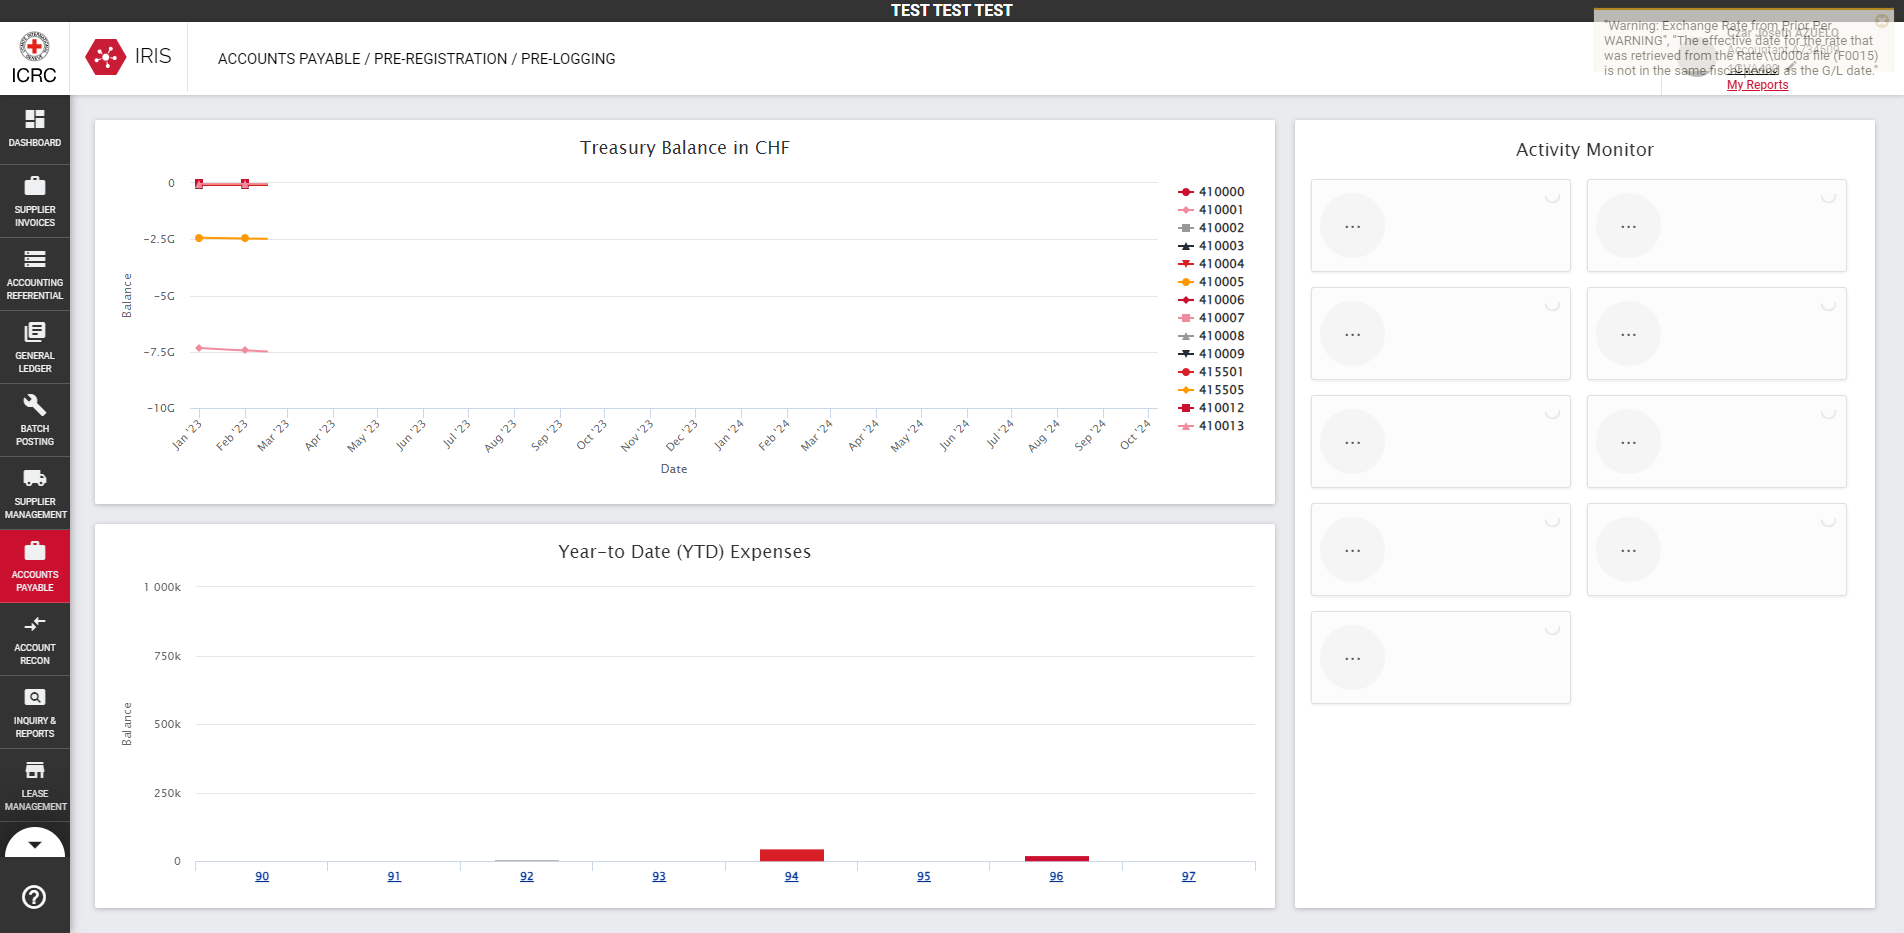 TEST TEST TEST
ICRC
IRIS
ACCOUNTS PAYABLE / PRE-REGISTRATION / PRE-LOGGING
"Warning: Exchange Rate from Prior Per
WARNING", "The effective date for the rate that
was retrieved from the Rate\\u000a file (F0015)
is not in the same fiscal period as the G/L date."
Czar Joseth AZUELO
My Reports
DASHBOARD
SUPPLIER
INVOICES
ACCOUNTING
REFERENTIAL
GENERAL
LEDGER
BATCH
POSTING
SUPPLIER
MANAGEMENT
ACCOUNTS
PAYABLE
ACCOUNT
RECON
INQUIRY &
REPORTS
LEASE
MANAGEMENT
Treasury Balance in CHF
Balance
0
-2.5G
-5G
-7.5G
-10G
Jan '23
Feb '23
Mar '23
Apr '23
May '23
Jun '23
Jul '23
Aug '23
Sep '23
Oct '23
Nov '23
Dec '23
Jan '24
Feb '24
Mar '24
Apr '24
May '24
Jun '24
Jul '24
Aug '24
Sep '24
Oct '24
Date
410000
410001
410002
410003
410004
410005
410006
410007
410008
410009
415501
415505
410012
410013
Year-to Date (YTD) Expenses
Balance
1 000k
750k
500k
250k
0
90
91
92
93
94
95
96
97
Activity Monitor
...
...
...
...
...
...
...
...
...